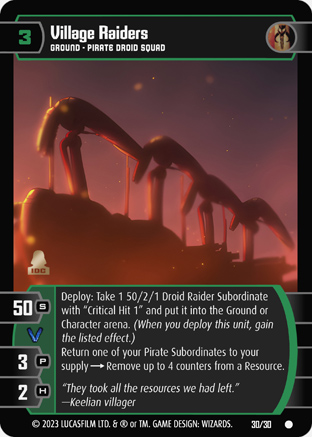 3
Village Raiders
GROUND - PIRATE DROID SQUAD
IDC
50 S
Deploy: Take 1 50/2/1 Droid Raider Subordinate
with “Critical Hit 1” and put it into the Ground or
Character arena. (When you deploy this unit, gain
the listed effect.)
3 P
Return one of your Pirate Subordinates to your
supply → Remove up to 4 counters from a Resource.
2 H
“They took all the resources we had left.”
—Keelian villager
© 2023 LUCASFILM LTD. & ® or TM. GAME DESIGN: WIZARDS.
30/30